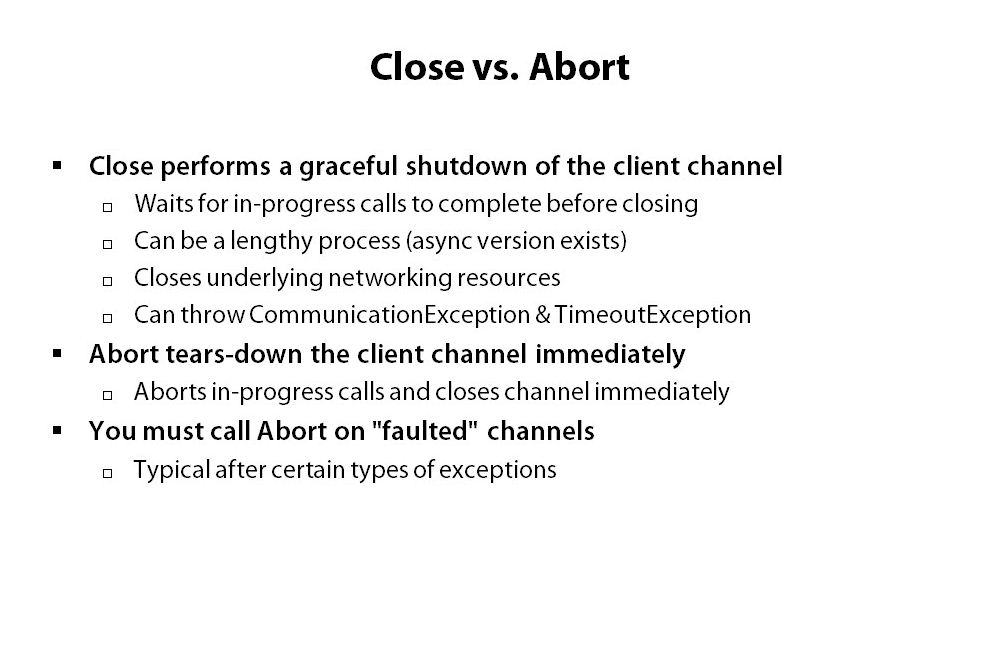 Close vs. Abort
▪ Close performs a graceful shutdown of the client channel
▫ Waits for in-progress calls to complete before closing
▫ Can be a lengthy process (async version exists)
▫ Closes underlying networking resources
▫ Can throw CommunicationException & TimeoutException
▪ Abort tears-down the client channel immediately
▫ Aborts in-progress calls and closes channel immediately
▪ You must call Abort on "faulted" channels
▫ Typical after certain types of exceptions